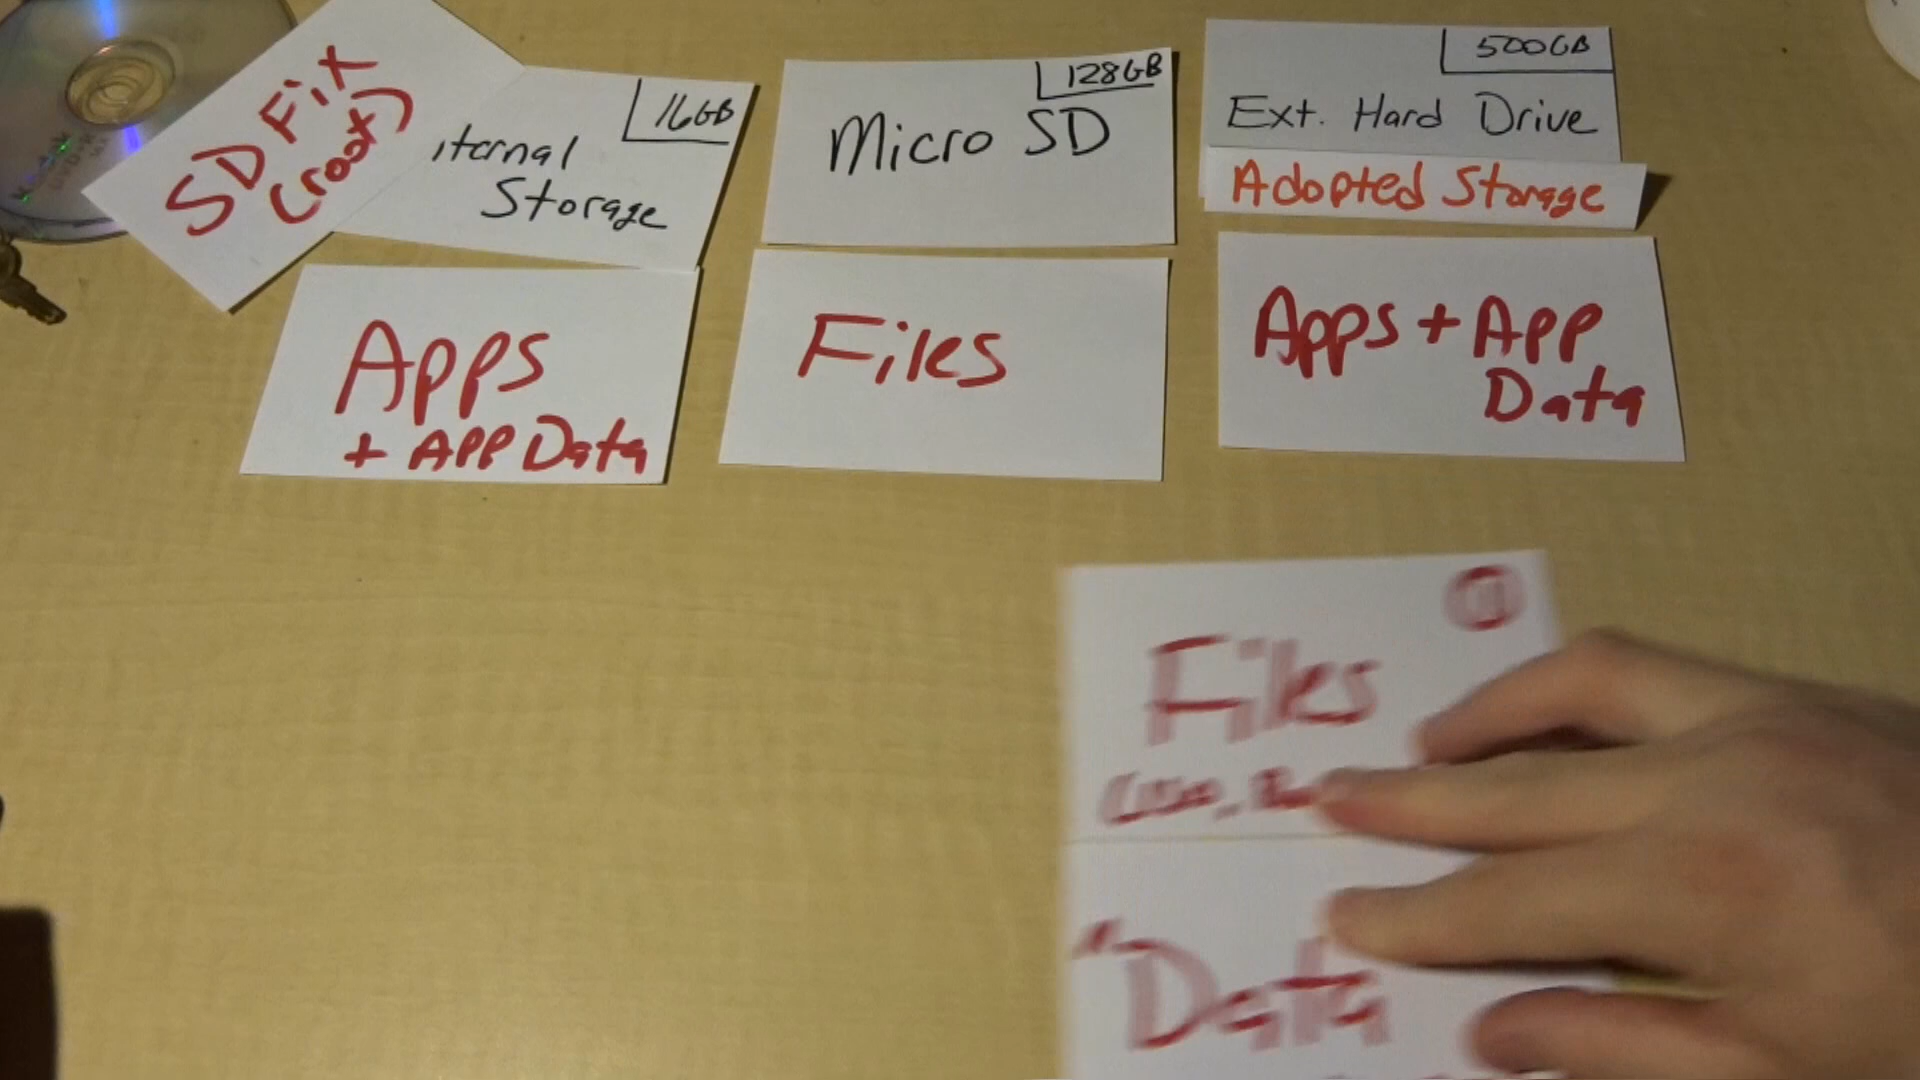 SD Fix
(root)
16GB
Storage
128GB
Micro SD
500GB
Ext. Hard Drive
Adopted Storage
Apps
+ APP Data
Files
Apps + APP
Data
Files
"Data